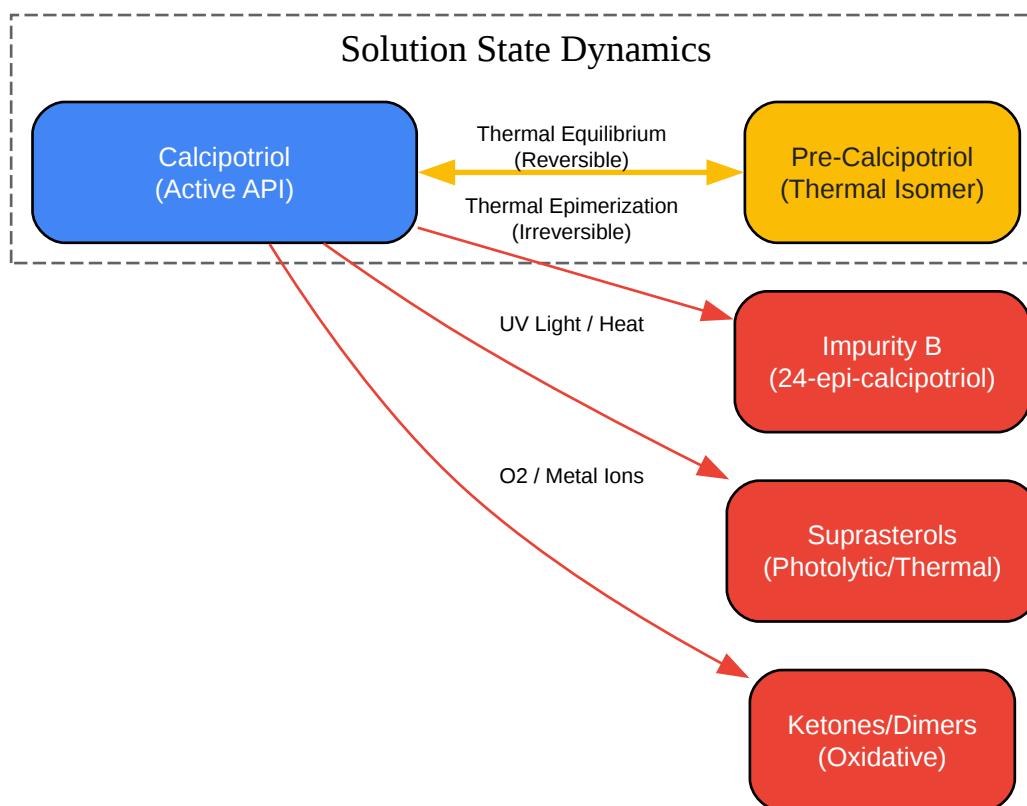 Solution State Dynamics
Calcipotriol
(Active API)
Thermal Equilibrium
(Reversible)
Pre-Calcipotriol
(Thermal Isomer)
Thermal Epimerization
(Irreversible)
UV Light / Heat
Impurity B
(24-epi-calcipotriol)
O2 / Metal Ions
Suprasterols
(Photolytic/Thermal)
Ketones/Dimers
(Oxidative)